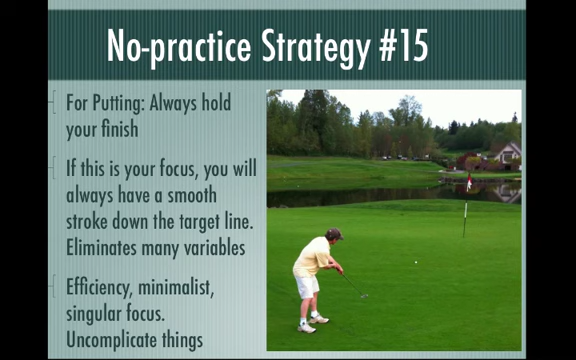 No-practice Strategy #15
For Putting: Always hold
your finish
If this is your focus, you will
always have a smooth
stroke down the target line.
Eliminates many variables
Efficiency, minimalist,
singular focus.
Uncomplicate things